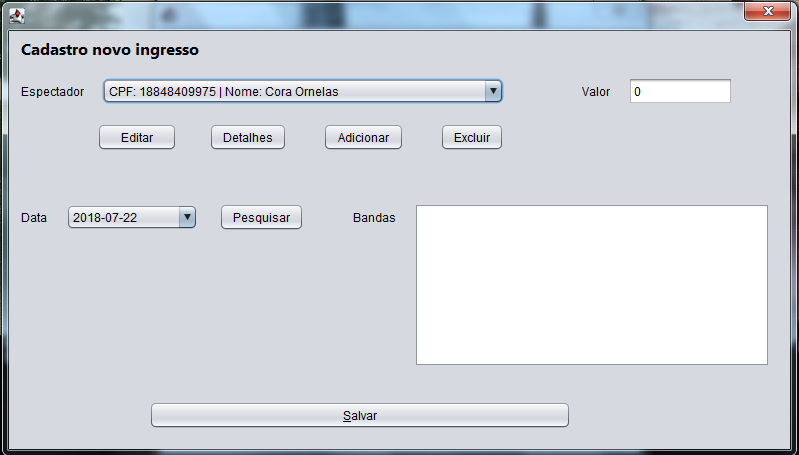 Cadastro novo ingresso
Espectador CPF: 18848409975 | Nome: Cora Ornelas Valor 0
Editar Detalhes Adicionar Excluir
Data 2018-07-22 Pesquisar Bandas
Salvar